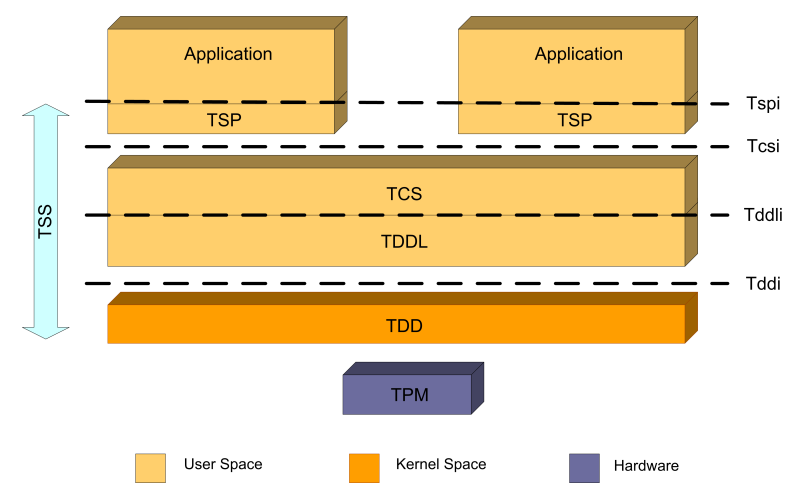 Application
Application
Tspi
TSP
TSP
Tcsi
TCS
TSS
Tddli
TDDL
Tddi
TDD
TPM
User Space
Kernel Space
Hardware